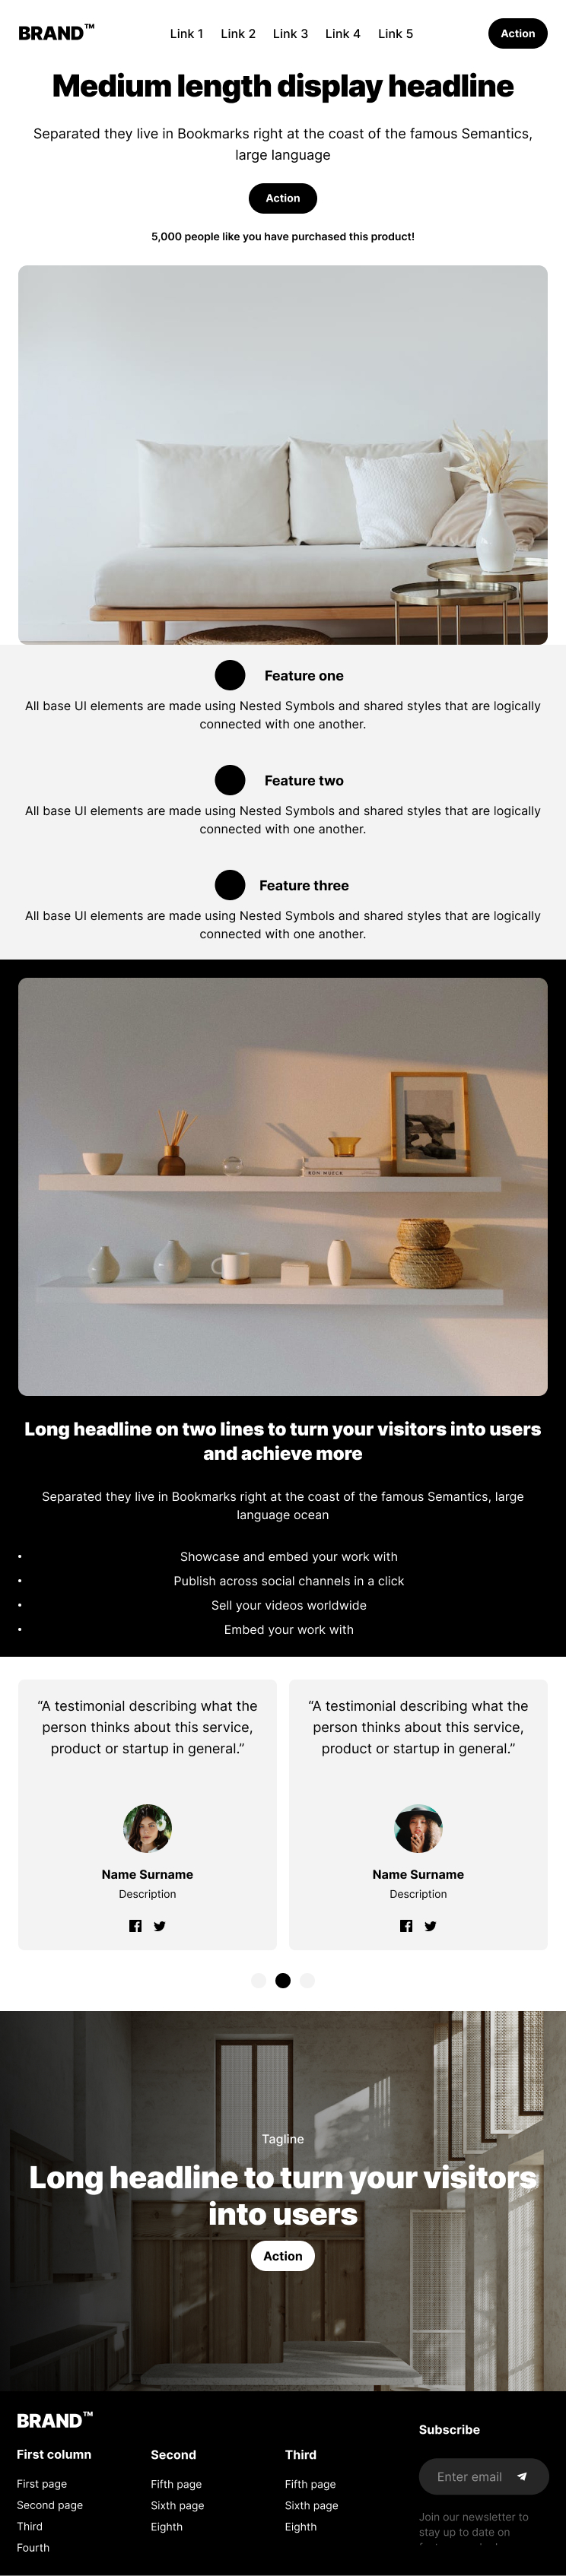 BRAND™
Link 1 Link 2 Link 3 Link 4 Link 5
Action
Medium length display headline
Separated they live in Bookmarks right at the coast of the famous Semantics,
large language
Action
5,000 people like you have purchased this product!
Feature one
All base UI elements are made using Nested Symbols and shared styles that are logically
connected with one another.
Feature two
All base UI elements are made using Nested Symbols and shared styles that are logically
connected with one another.
Feature three
All base UI elements are made using Nested Symbols and shared styles that are logically
connected with one another.
RON MUECK
Long headline on two lines to turn your visitors into users
and achieve more
Separated they live in Bookmarks right at the coast of the famous Semantics, large
language ocean
• Showcase and embed your work with
• Publish across social channels in a click
• Sell your videos worldwide
• Embed your work with
“A testimonial describing what the
person thinks about this service,
product or startup in general.”
Name Surname
Description
“A testimonial describing what the
person thinks about this service,
product or startup in general.”
Name Surname
Description
Tagline
Long headline to turn your visitors
into users
Action
BRAND™
First column
First page
Second page
Third
Fourth
Second
Fifth page
Sixth page
Eighth
Third
Fifth page
Sixth page
Eighth
Subscribe
Enter email
Join our newsletter to
stay up to date on